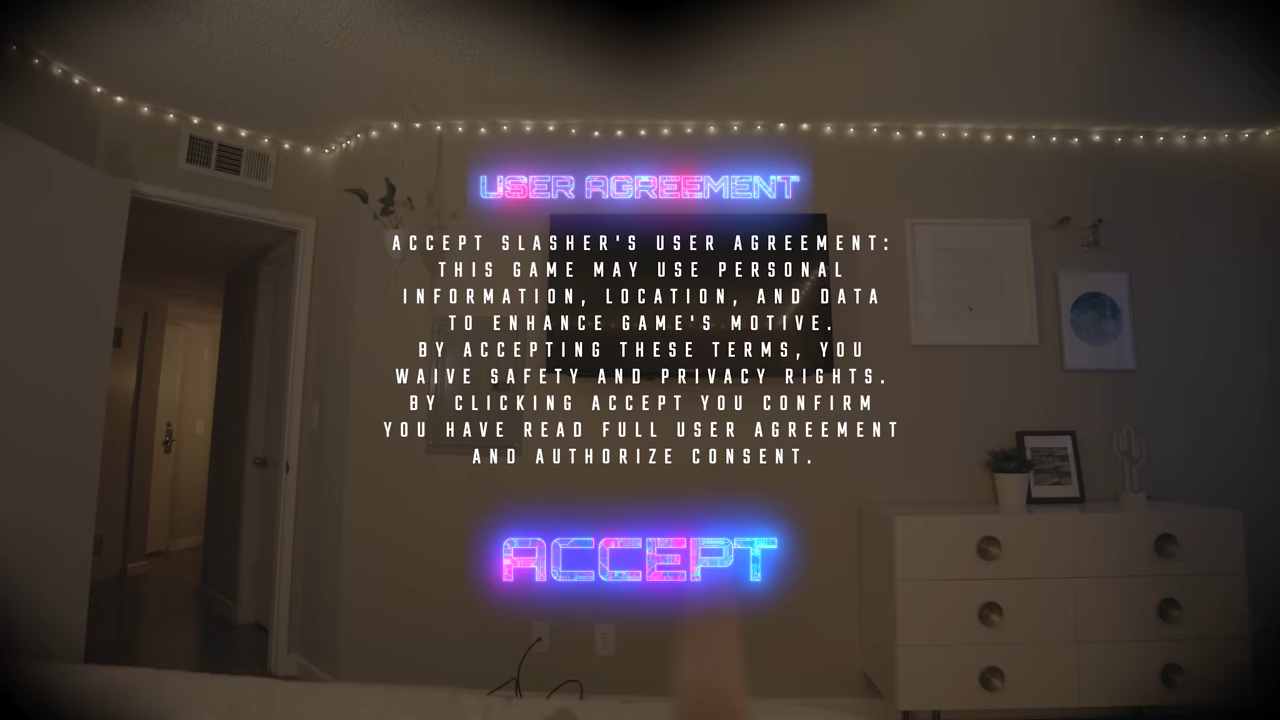 USER AGREEMENT
ACCEPT SLASHER'S USER AGREEMENT:
THIS GAME MAY USE PERSONAL
INFORMATION, LOCATION, AND DATA
TO ENHANCE GAME'S MOTIVE.
BY ACCEPTING THESE TERMS, YOU
WAIVE SAFETY AND PRIVACY RIGHTS.
BY CLICKING ACCEPT YOU CONFIRM
YOU HAVE READ FULL USER AGREEMENT
AND AUTHORIZE CONSENT.
ACCEPT